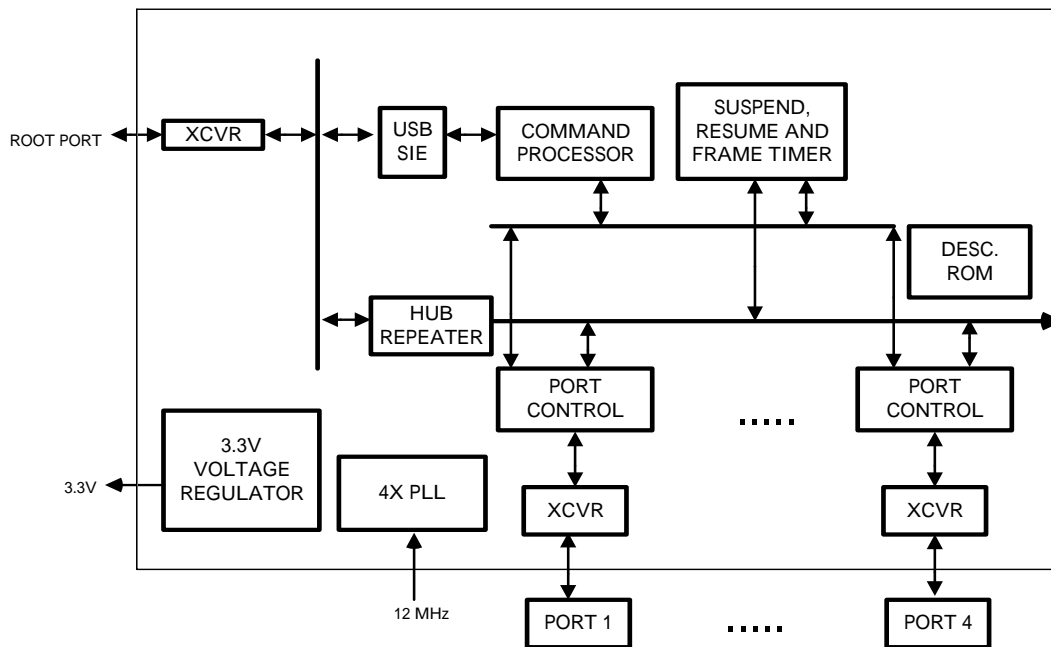 ROOT PORT
XCVR
USB
SIE
COMMAND
PROCESSOR
SUSPEND,
RESUME AND
FRAME TIMER
DESC.
ROM
HUB
REPEATER
PORT
CONTROL
.....
PORT
CONTROL
3.3V
VOLTAGE
REGULATOR
3.3V
4X PLL
XCVR
XCVR
12 MHz
PORT 1
.....
PORT 4